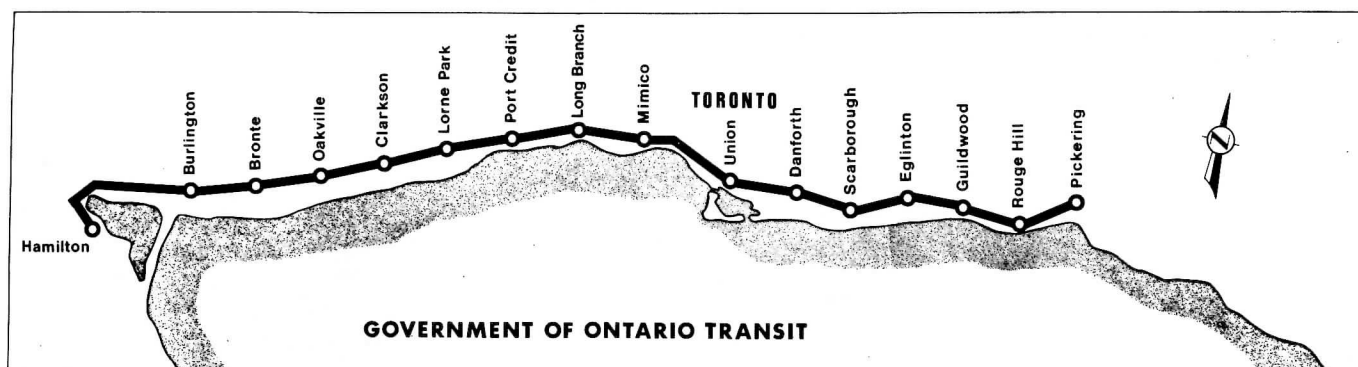 Hamilton
Burlington
Bronte
Oakville
Clarkson
Lorne Park
Port Credit
Long Branch
Mimico
TORONTO
Union
Danforth
Scarborough
Eglinton
Guildwood
Rouge Hill
Pickering
GOVERNMENT OF ONTARIO TRANSIT